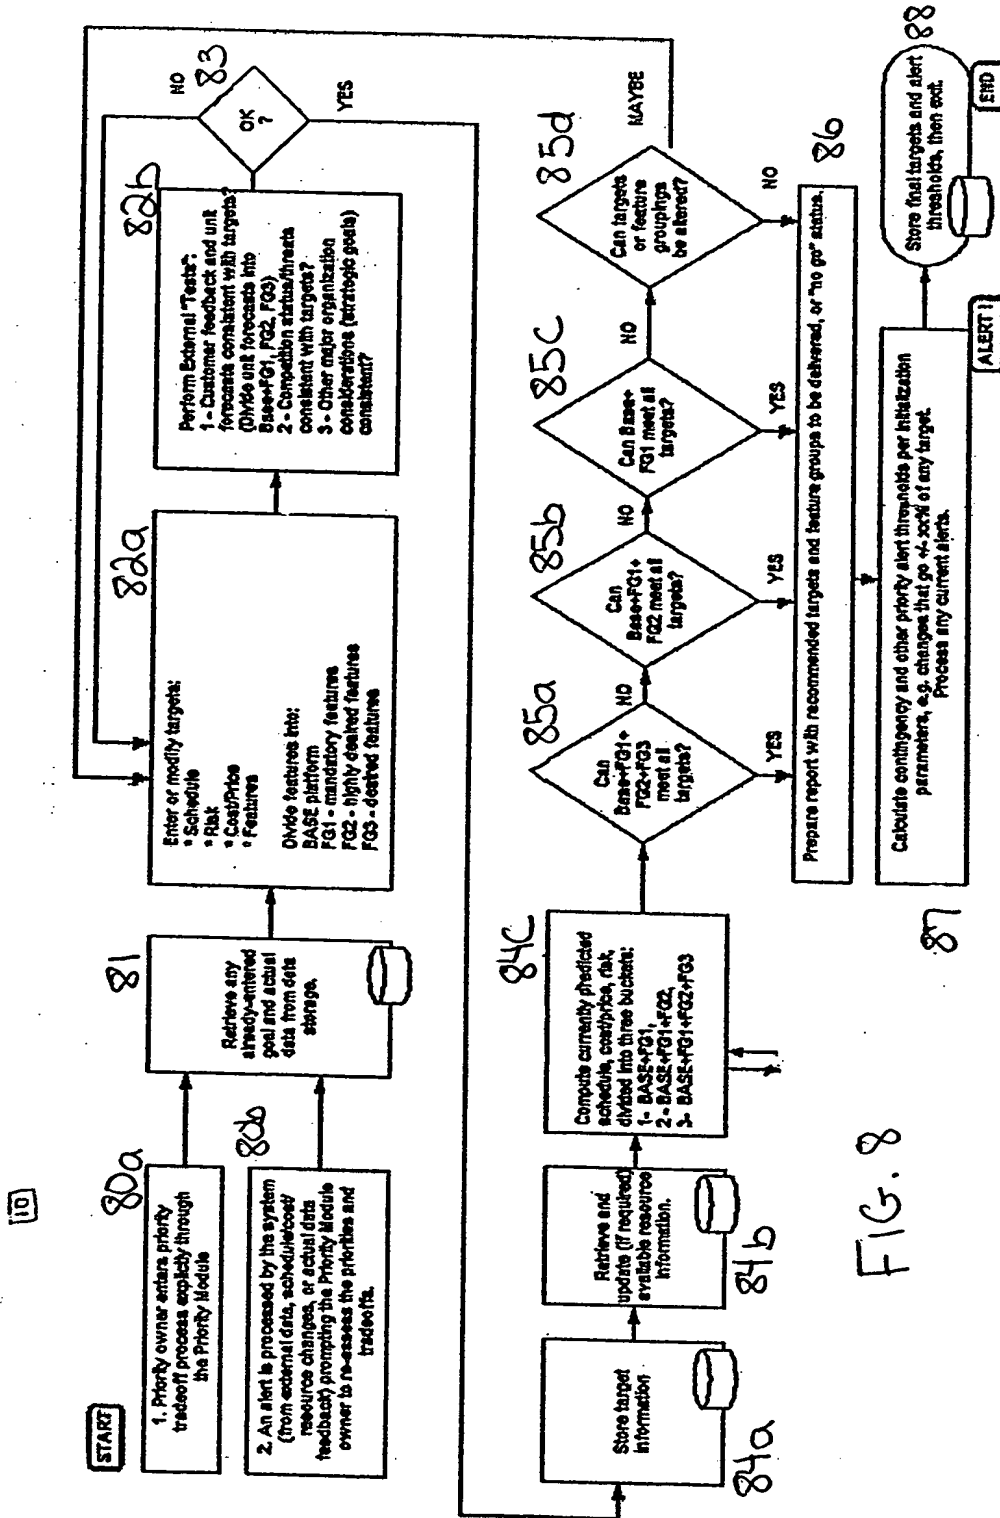 10
START
80a
1. Priority owner enters priority
tradeoff process explicitly through
the Priority Module
80b
2. An alert is processed by the system
(from external data, schedule/cost/
resource changes, or actual data
feedback) prompting the Priority Module
owner to re-assess the priorities and
tradeoffs.
81
Retrieve any
already-entered
goal and actual
data from data
storage.
82a
Enter or modify targets:
* Schedule
* Risk
* Cost/Price
* Features
Divide features into:
BASE platform
FG1 - mandatory features
FG2 - highly desired features
FG3 - desired features
82b
Perform External "Tests":
1 - Customer feedback and unit
forecasts consistent with targets?
(Divide unit forecasts into
Base+FG1, FG2, FG3)
2 - Competition status/threats
consistent with targets?
3 - Other major organization
considerations (strategic goals)
consistent?
83
OK
?
NO
YES
84a
Store target
information
84b
Retrieve and
update (if required)
available resource
information.
84c
Compute currently predicted
schedule, cost/price, risk,
divided into three buckets:
1- BASE+FG1,
2- BASE+FG1+FG2,
3- BASE+FG1+FG2+FG3
85a
Can
Base+FG1+
FG2+FG3
meet all
targets?
NO
YES
85b
Can
Base+FG1+
FG2 meet all
targets?
NO
YES
85c
Can Base+
FG1 meet all
targets?
NO
YES
85d
Can targets
or feature
groupings
be altered?
MAYBE
NO
86
Prepare report with recommended targets and feature groups to be delivered, or "no go" status.
87
Calculate contingency and other priority alert thresholds per initialization
parameters, e.g. changes that go +/- xx% of any target.
Process any current alerts.
ALERT 1
88
Store final targets and alert
thresholds, then exit.
END
FIG. 8